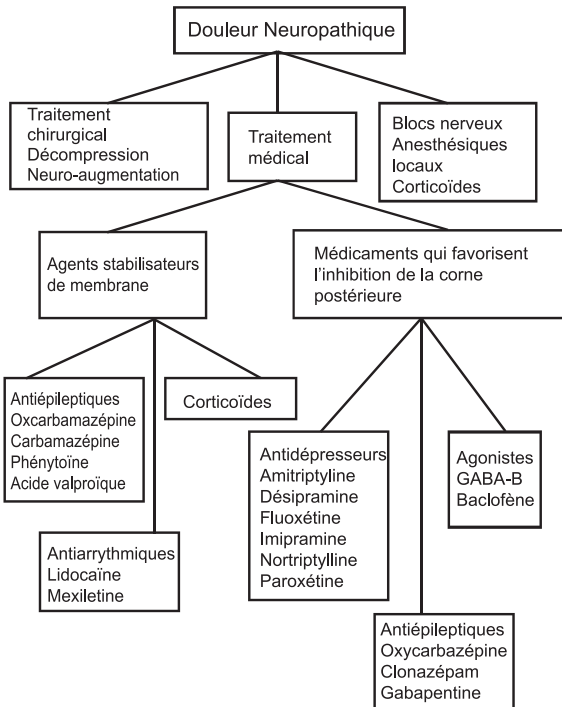 Douleur Neuropathique
Traitement
chirurgical
Décompression
Neuro-augmentation
Traitement
médical
Blocs nerveux
Anesthésiques
locaux
Corticoïdes
Agents stabilisateurs
de membrane
Médicaments qui favorisent
l’inhibition de la corne
postérieure
Antiépileptiques
Oxcarbamazépine
Carbamazépine
Phénytoïne
Acide valproïque
Corticoïdes
Antiarrythmiques
Lidocaïne
Mexiletine
Antidépresseurs
Amitriptyline
Désipramine
Fluoxétine
Imipramine
Nortriptylline
Paroxétine
Agonistes
GABA-B
Baclofène
Antiépileptiques
Oxycarbazépine
Clonazépam
Gabapentine